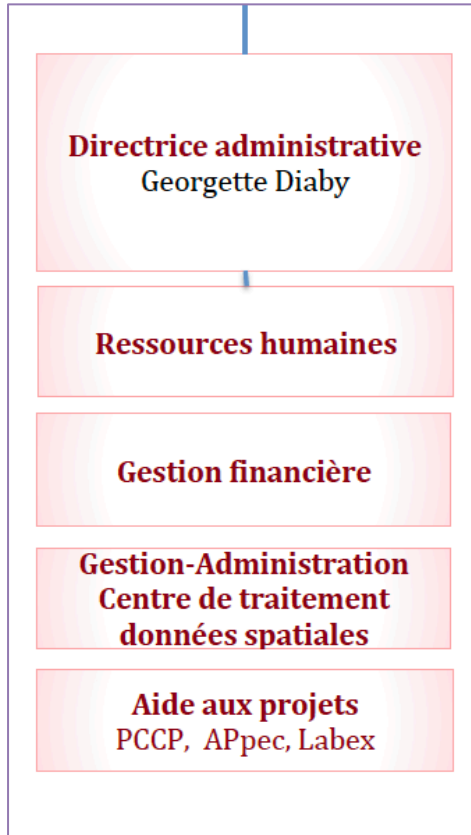 Directrice administrative
Georgette Diaby
Ressources humaines
Gestion financière
Gestion-Administration
Centre de traitement
données spatiales
Aide aux projets
PCCP, APpec, Labex